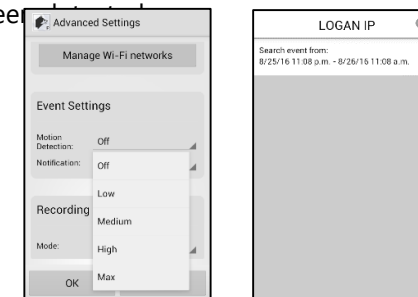 Advanced Settings
Manage Wi-Fi networks
Event Settings
Motion
Detection:
Off
Notification:
Off
Low
Medium
High
Max
Recording
Mode:
OK
LOGAN IP
Search event from:
8/25/16 11:08 p.m. - 8/26/16 11:08 a.m.